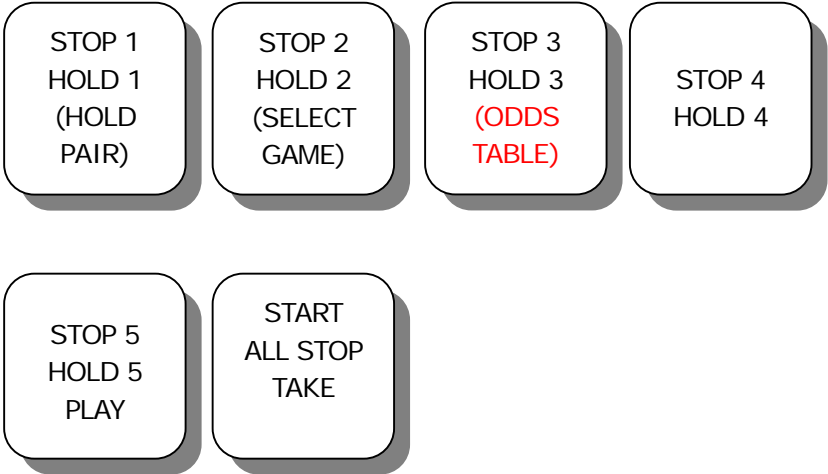 STOP 1
HOLD 1
(HOLD
PAIR)
STOP 2
HOLD 2
(SELECT
GAME)
STOP 3
HOLD 3
(ODDS
TABLE)
STOP 4
HOLD 4
STOP 5
HOLD 5
PLAY
START
ALL STOP
TAKE